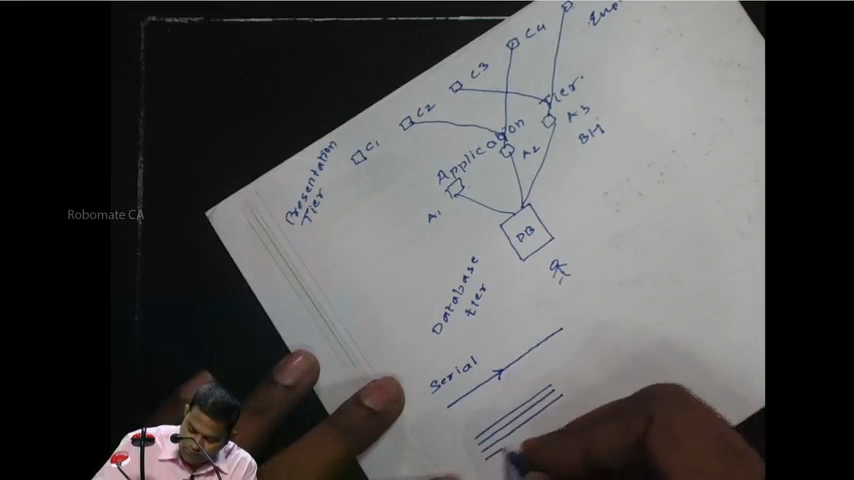 C4
C3
C2
C1
Tier.
Application
Presentation
Tier
A3
A2
A1
BM
DB
Database
tier
Serial
Robomate CA